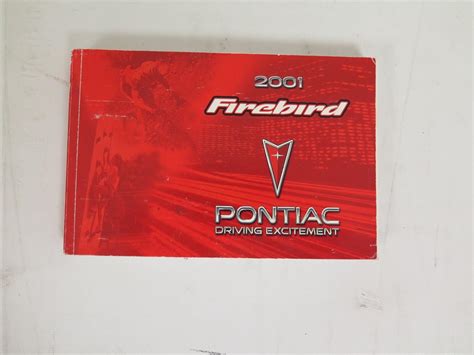 2001
Firebird
PONTIAC
DRIVING EXCITEMENT